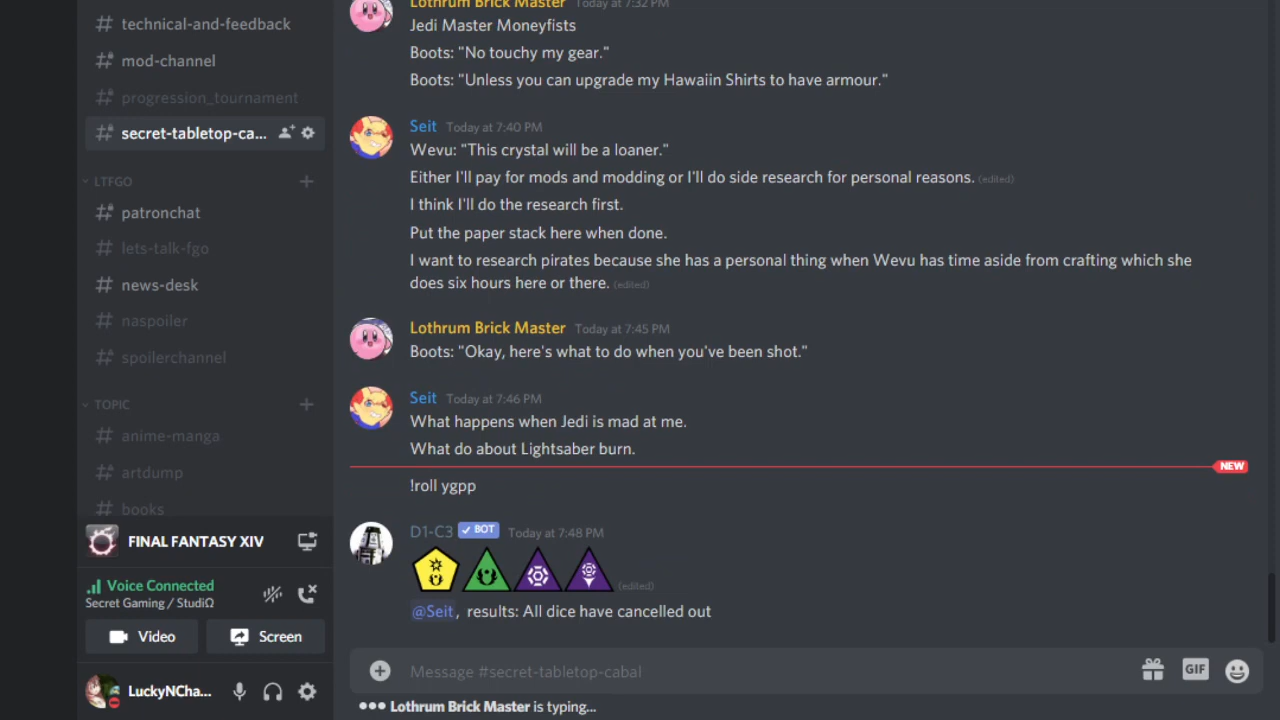 technical-and-feedback
mod-channel
progression_tournament
secret-tabletop-ca...
LTFGO
patronchat
lets-talk-fgo
news-desk
naspoiler
spoilerchannel
TOPIC
anime-manga
artdump
books
FINAL FANTASY XIV
Voice Connected
Secret Gaming / StudiΩ
Video Screen
LuckyNCha...
Lothrum Brick Master Today at 7:32 PM
Jedi Master Moneyfists
Boots: "No touchy my gear."
Boots: "Unless you can upgrade my Hawaiin Shirts to have armour."
Seit Today at 7:40 PM
Wevu: "This crystal will be a loaner."
Either I'll pay for mods and modding or I'll do side research for personal reasons. (edited)
I think I'll do the research first.
Put the paper stack here when done.
I want to research pirates because she has a personal thing when Wevu has time aside from crafting which she
does six hours here or there. (edited)
Lothrum Brick Master Today at 7:45 PM
Boots: "Okay, here's what to do when you've been shot."
Seit Today at 7:46 PM
What happens when Jedi is mad at me.
What do about Lightsaber burn.
NEW
!roll ygpp
D1-C3 ✓ BOT Today at 7:48 PM
(edited)
@Seit, results: All dice have cancelled out
Message #secret-tabletop-cabal
GIF
Lothrum Brick Master is typing...